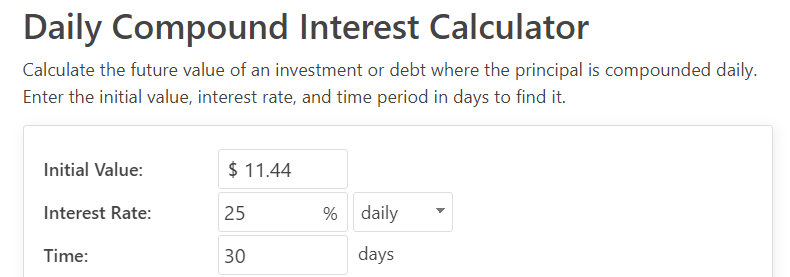 Daily Compound Interest Calculator
Calculate the future value of an investment or debt where the principal is compounded daily.
Enter the initial value, interest rate, and time period in days to find it.
Initial Value: $ 11.44
Interest Rate: 25 % daily
Time: 30 days